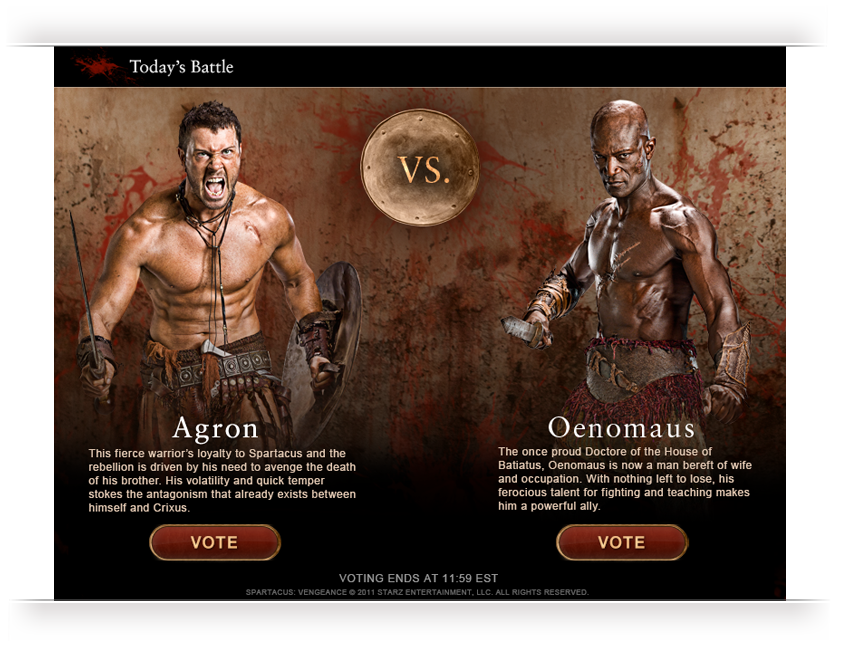 Today's Battle
VS.
Agron
This fierce warrior's loyalty to Spartacus and the
rebellion is driven by his need to avenge the death
of his brother. His volatility and quick temper
stokes the antagonism that already exists between
himself and Crixus.
VOTE
Oenomaus
The once proud Doctore of the House of
Batiatus, Oenomaus is now a man bereft of wife
and occupation. With nothing left to lose, his
ferocious talent for fighting and teaching makes
him a powerful ally.
VOTE
VOTING ENDS AT 11:59 EST
SPARTACUS: VENGEANCE © 2011 STARZ ENTERTAINMENT, LLC. ALL RIGHTS RESERVED.